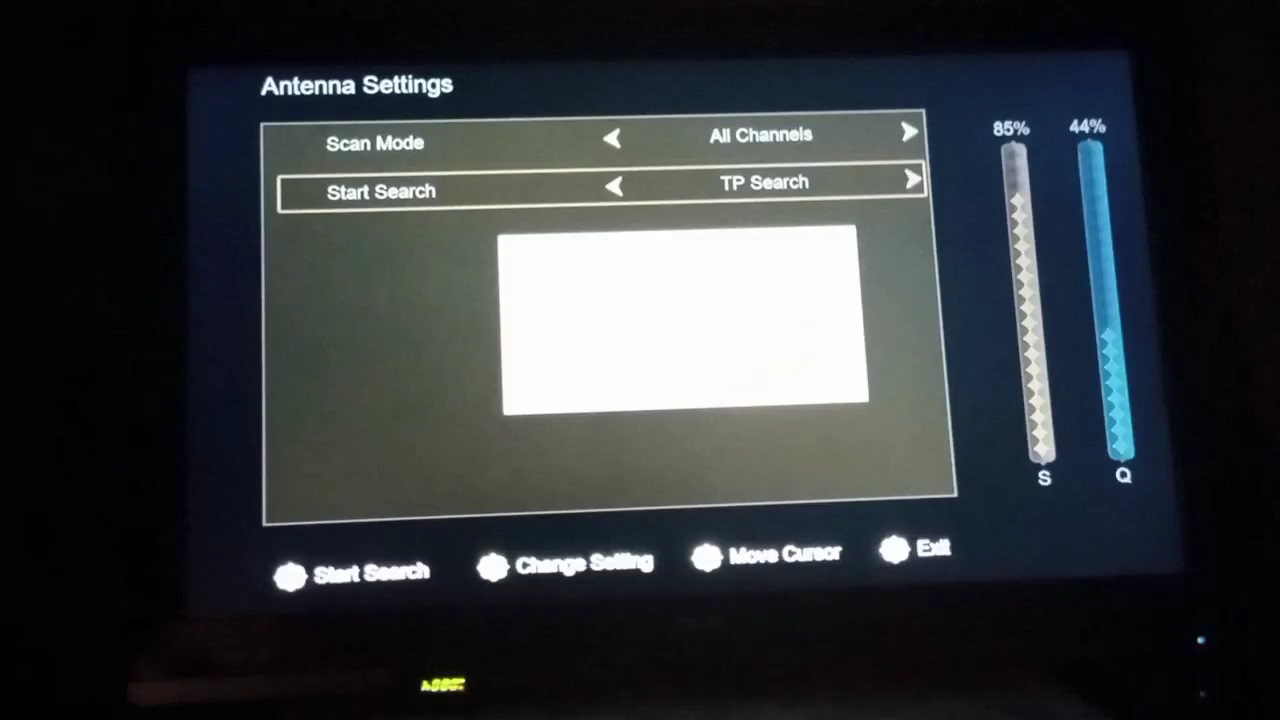 Antenna Settings
Scan Mode All Channels
Start Search TP Search
85% 44%
S Q
Start Search Change Setting Move Cursor Exit